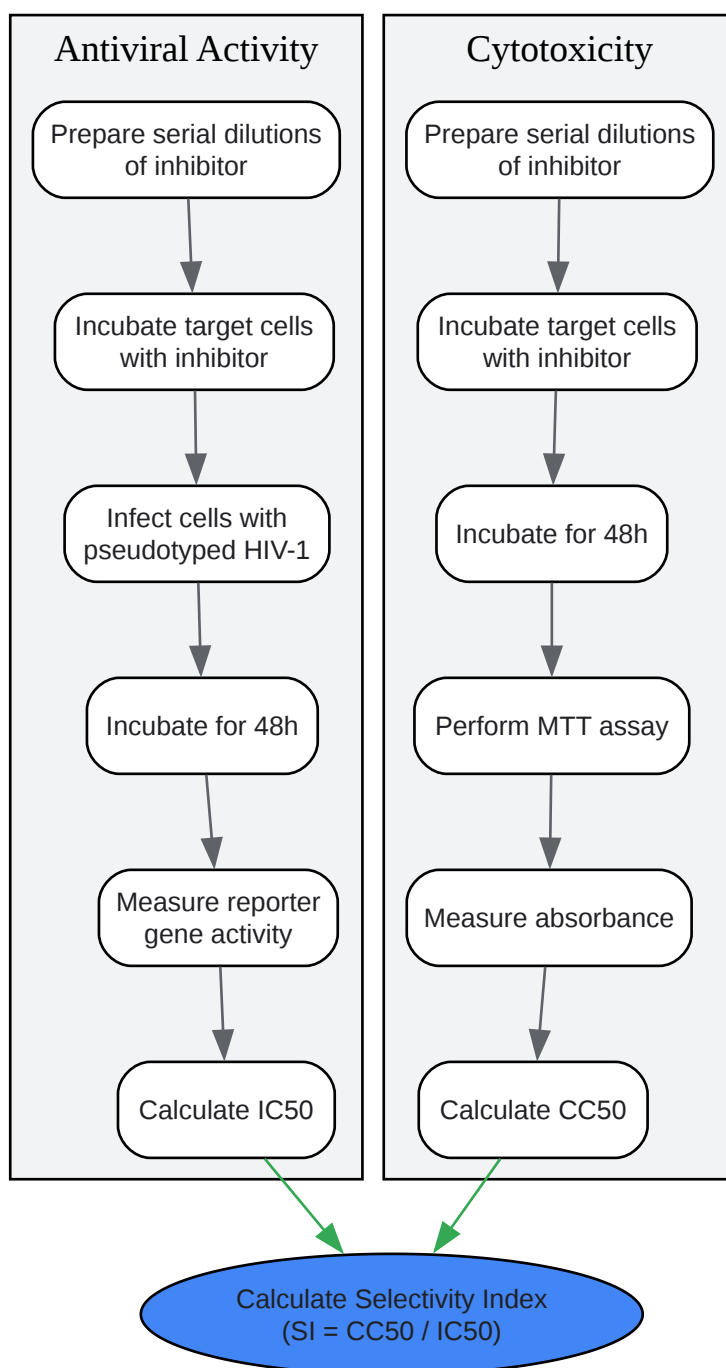 Antiviral Activity
Prepare serial dilutions
of inhibitor
Incubate target cells
with inhibitor
Infect cells with
pseudotyped HIV-1
Incubate for 48h
Measure reporter
gene activity
Calculate IC50
Cytotoxicity
Prepare serial dilutions
of inhibitor
Incubate target cells
with inhibitor
Incubate for 48h
Perform MTT assay
Measure absorbance
Calculate CC50
Calculate Selectivity Index
(SI = CC50 / IC50)